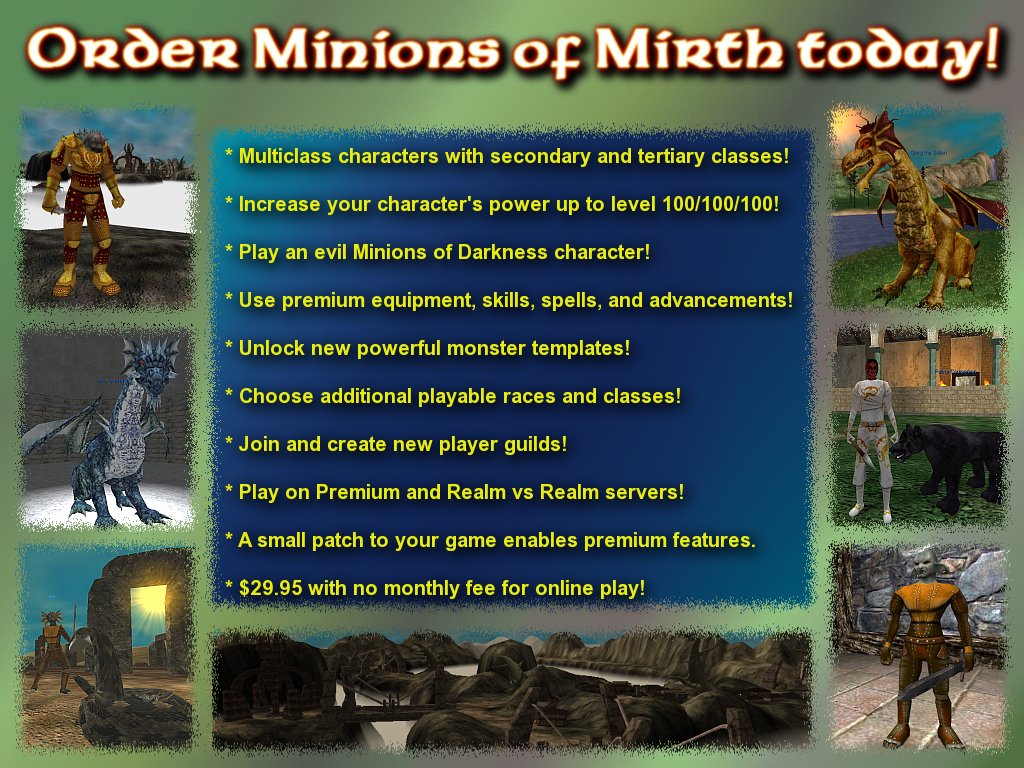 Order Minions of Mirth today!
* Multiclass characters with secondary and tertiary classes!
* Increase your character's power up to level 100/100/100!
* Play an evil Minions of Darkness character!
* Use premium equipment, skills, spells, and advancements!
* Unlock new powerful monster templates!
* Choose additional playable races and classes!
* Join and create new player guilds!
* Play on Premium and Realm vs Realm servers!
* A small patch to your game enables premium features.
* $29.95 with no monthly fee for online play!